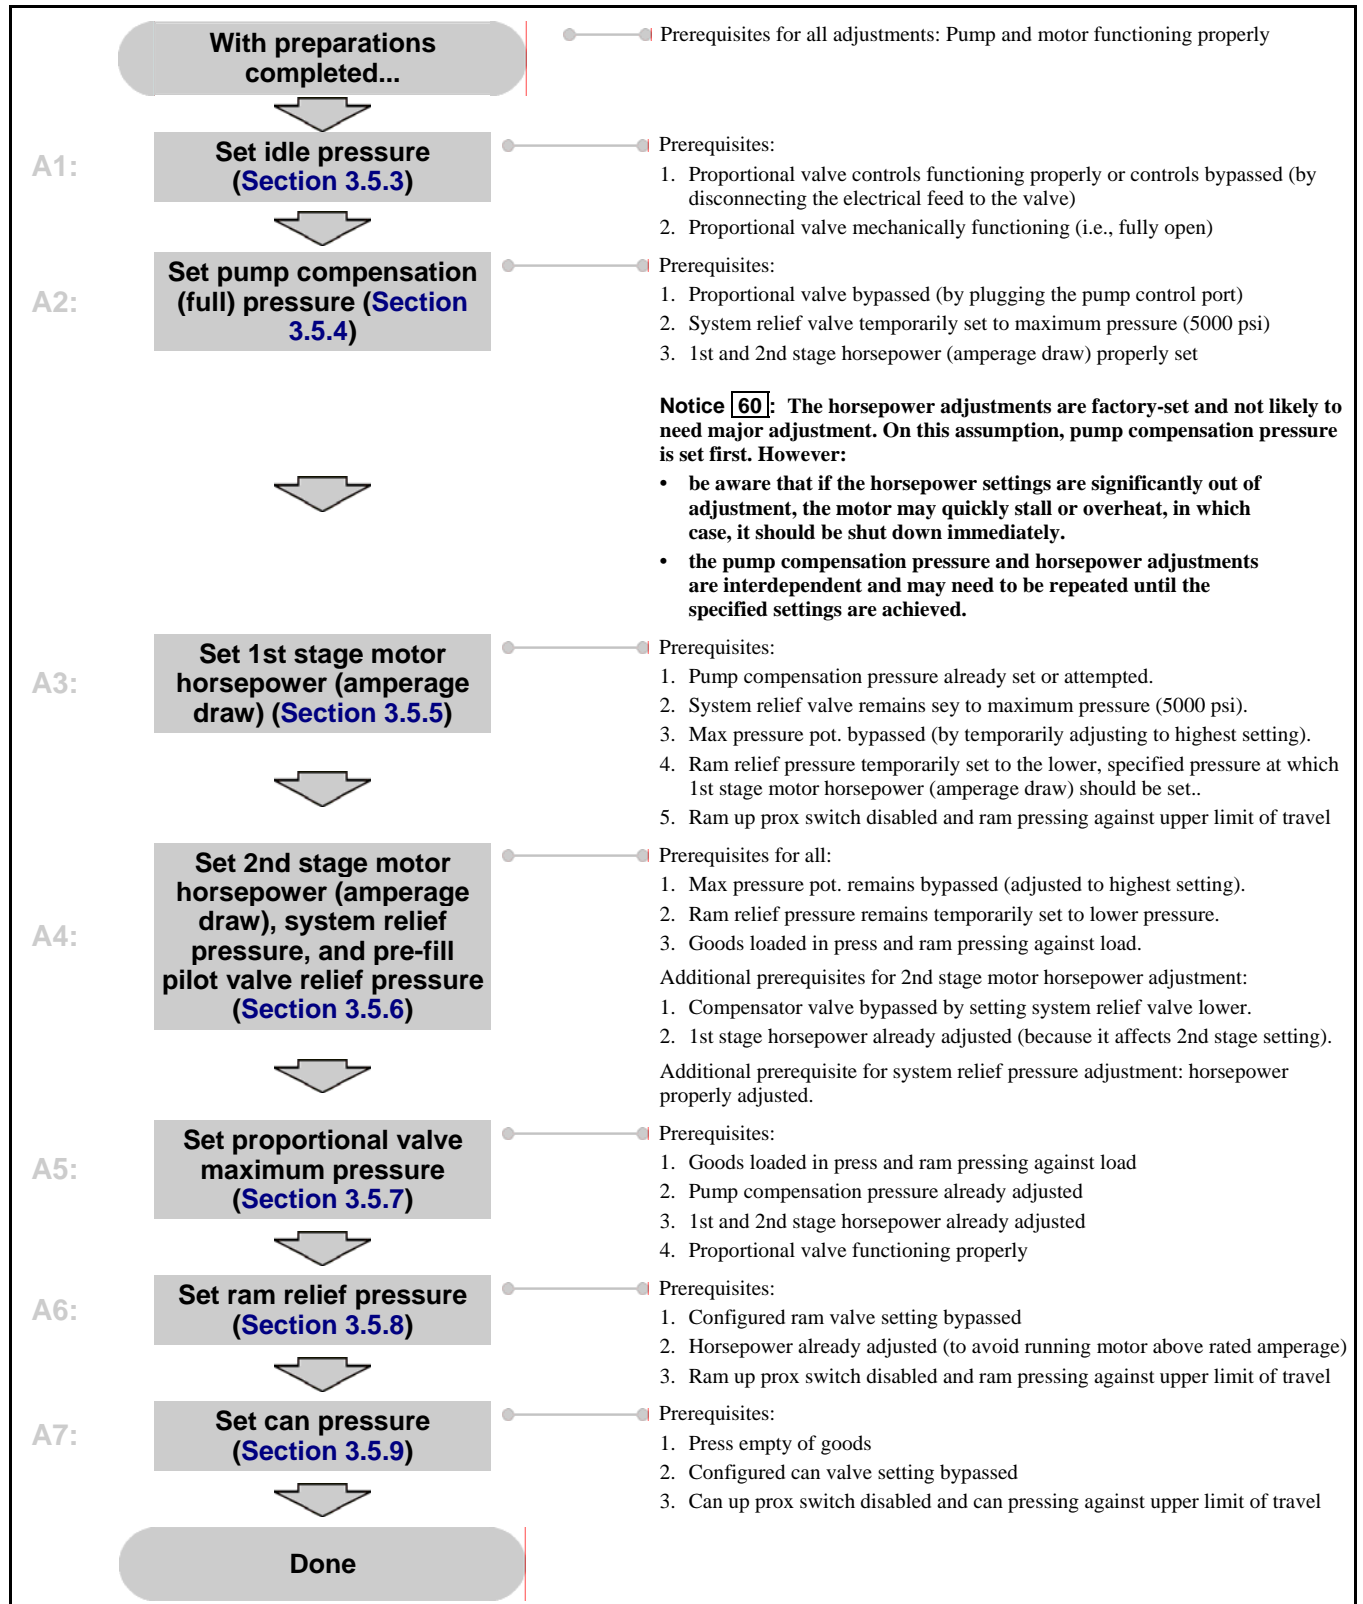 With preparations
completed...
Prerequisites for all adjustments: Pump and motor functioning properly
A1:
Set idle pressure
(Section 3.5.3)
Prerequisites:
1. Proportional valve controls functioning properly or controls bypassed (by
disconnecting the electrical feed to the valve)
2. Proportional valve mechanically functioning (i.e., fully open)
A2:
Set pump compensation
(full) pressure (Section
3.5.4)
Prerequisites:
1. Proportional valve bypassed (by plugging the pump control port)
2. System relief valve temporarily set to maximum pressure (5000 psi)
3. 1st and 2nd stage horsepower (amperage draw) properly set
Notice 60: The horsepower adjustments are factory-set and not likely to
need major adjustment. On this assumption, pump compensation pressure
is set first. However:
• be aware that if the horsepower settings are significantly out of
adjustment, the motor may quickly stall or overheat, in which
case, it should be shut down immediately.
• the pump compensation pressure and horsepower adjustments
are interdependent and may need to be repeated until the
specified settings are achieved.
A3:
Set 1st stage motor
horsepower (amperage
draw) (Section 3.5.5)
Prerequisites:
1. Pump compensation pressure already set or attempted.
2. System relief valve remains sey to maximum pressure (5000 psi).
3. Max pressure pot. bypassed (by temporarily adjusting to highest setting).
4. Ram relief pressure temporarily set to the lower, specified pressure at which
1st stage motor horsepower (amperage draw) should be set..
5. Ram up prox switch disabled and ram pressing against upper limit of travel
A4:
Set 2nd stage motor
horsepower (amperage
draw), system relief
pressure, and pre-fill
pilot valve relief pressure
(Section 3.5.6)
Prerequisites for all:
1. Max pressure pot. remains bypassed (adjusted to highest setting).
2. Ram relief pressure remains temporarily set to lower pressure.
3. Goods loaded in press and ram pressing against load.
Additional prerequisites for 2nd stage motor horsepower adjustment:
1. Compensator valve bypassed by setting system relief valve lower.
2. 1st stage horsepower already adjusted (because it affects 2nd stage setting).
Additional prerequisite for system relief pressure adjustment: horsepower
properly adjusted.
A5:
Set proportional valve
maximum pressure
(Section 3.5.7)
Prerequisites:
1. Goods loaded in press and ram pressing against load
2. Pump compensation pressure already adjusted
3. 1st and 2nd stage horsepower already adjusted
4. Proportional valve functioning properly
A6:
Set ram relief pressure
(Section 3.5.8)
Prerequisites:
1. Configured ram valve setting bypassed
2. Horsepower already adjusted (to avoid running motor above rated amperage)
3. Ram up prox switch disabled and ram pressing against upper limit of travel
A7:
Set can pressure
(Section 3.5.9)
Prerequisites:
1. Press empty of goods
2. Configured can valve setting bypassed
3. Can up prox switch disabled and can pressing against upper limit of travel
Done